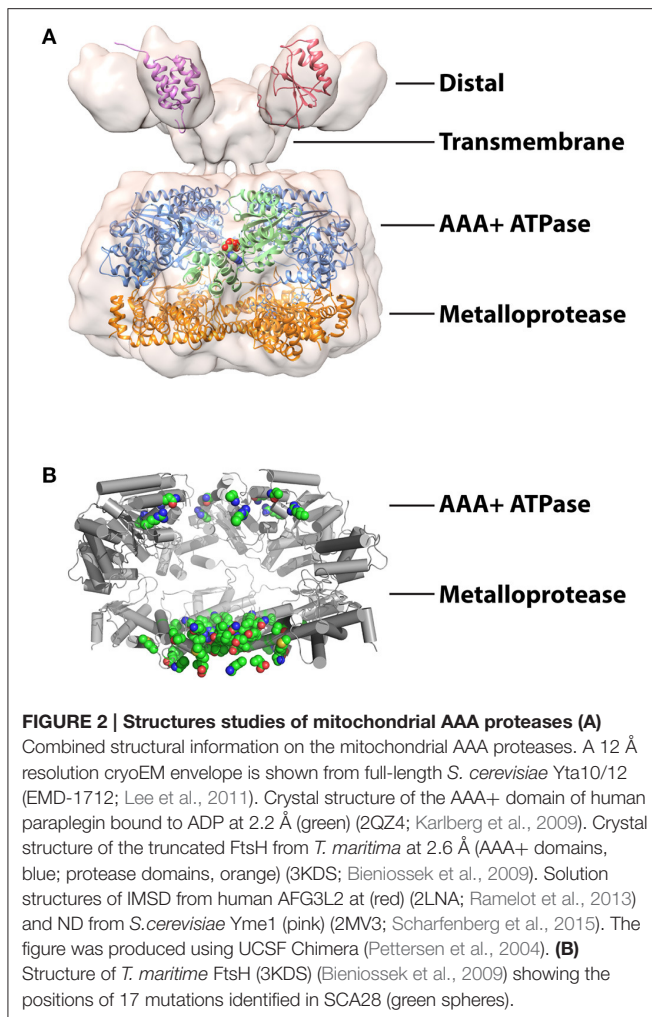 A
Distal
Transmembrane
AAA+ ATPase
Metalloprotease
B
AAA+ ATPase
Metalloprotease
FIGURE 2 | Structures studies of mitochondrial AAA proteases (A)
Combined structural information on the mitochondrial AAA proteases. A 12 Å
resolution cryoEM envelope is shown from full-length S. cerevisiae Yta10/12
(EMD-1712; Lee et al., 2011). Crystal structure of the AAA+ domain of human
paraplegin bound to ADP at 2.2 Å (green) (2QZ4; Karlberg et al., 2009). Crystal
structure of the truncated FtsH from T. maritima at 2.6 Å (AAA+ domains,
blue; protease domains, orange) (3KDS; Bieniossek et al., 2009). Solution
structures of IMSD from human AFG3L2 at (red) (2LNA; Ramelot et al., 2013)
and ND from S.cerevisiae Yme1 (pink) (2MV3; Scharfenberg et al., 2015). The
figure was produced using UCSF Chimera (Pettersen et al., 2004). (B)
Structure of T. maritime FtsH (3KDS) (Bieniossek et al., 2009) showing the
positions of 17 mutations identified in SCA28 (green spheres).